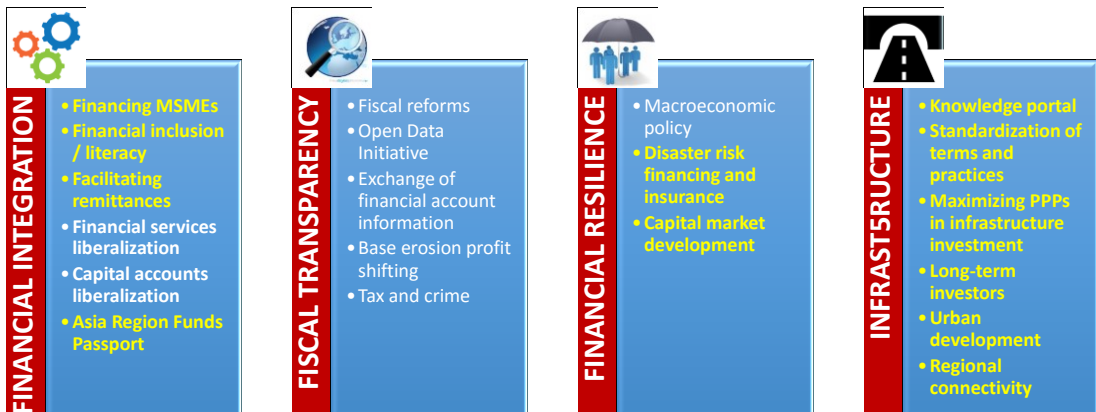 FINANCIAL INTEGRATION
• Financing MSMEs
• Financial inclusion
/ literacy
• Facilitating
remittances
• Financial services
liberalization
• Capital accounts
liberalization
• Asia Region Funds
Passport
FISCAL TRANSPARENCY
• Fiscal reforms
• Open Data
Initiative
• Exchange of
financial account
information
• Base erosion profit
shifting
• Tax and crime
FINANCIAL RESILIENCE
• Macroeconomic
policy
• Disaster risk
financing and
insurance
• Capital market
development
INFRAST5RUCTURE
• Knowledge portal
• Standardization of
terms and
practices
• Maximizing PPPs
in infrastructure
investment
• Long-term
investors
• Urban
development
• Regional
connectivity